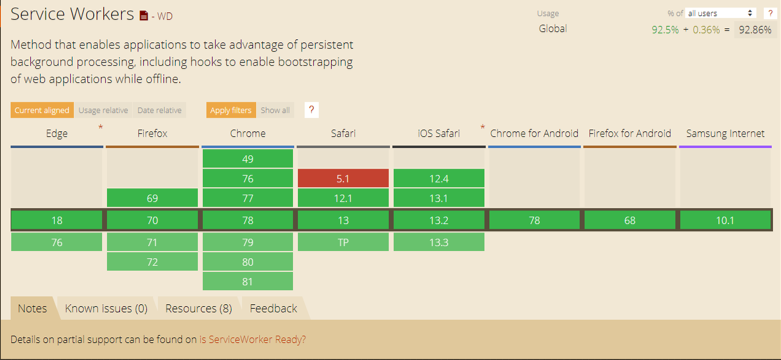 Service Workers - WD
Usage % of all users ?
Global 92.5% + 0.36% = 92.86%
Method that enables applications to take advantage of persistent
background processing, including hooks to enable bootstrapping
of web applications while offline.
Current aligned Usage relative Date relative Apply filters Show all ?
Edge * Firefox Chrome Safari iOS Safari * Chrome for Android Firefox for Android Samsung Internet
49
76 5.1 12.4
69 77 12.1 13.1
18 70 78 13 13.2 78 68 10.1
76 71 79 TP 13.3
72 80
81
Notes Known issues (0) Resources (8) Feedback
Details on partial support can be found on is ServiceWorker Ready?